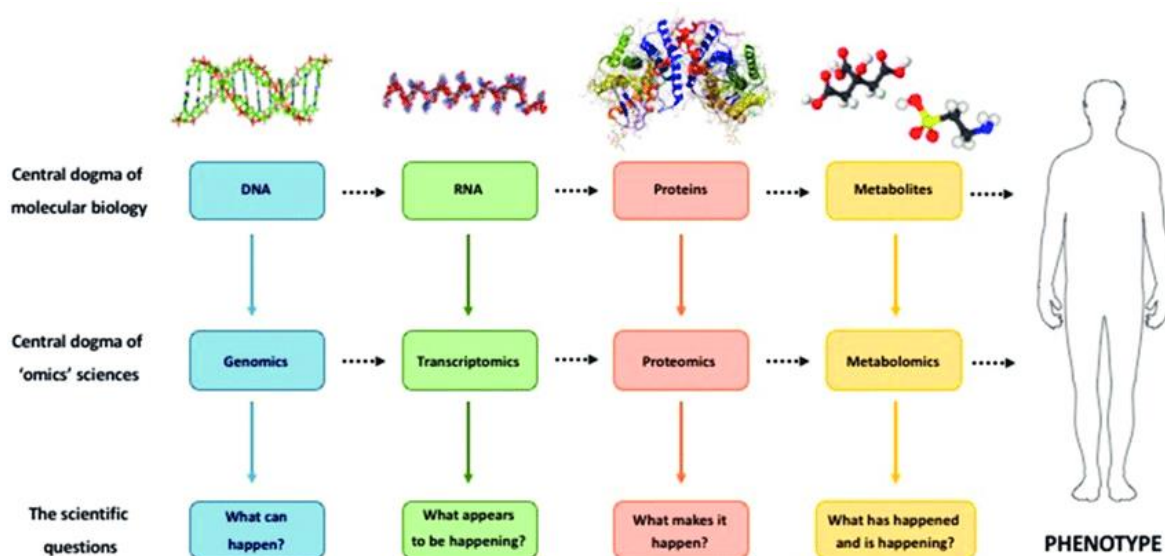 Central dogma of
molecular biology
DNA
RNA
Proteins
Metabolites
Central dogma of
‘omics’ sciences
Genomics
Transcriptomics
Proteomics
Metabolomics
The scientific
questions
What can
happen?
What appears
to be happening?
What makes it
happen?
What has happened
and is happening?
PHENOTYPE